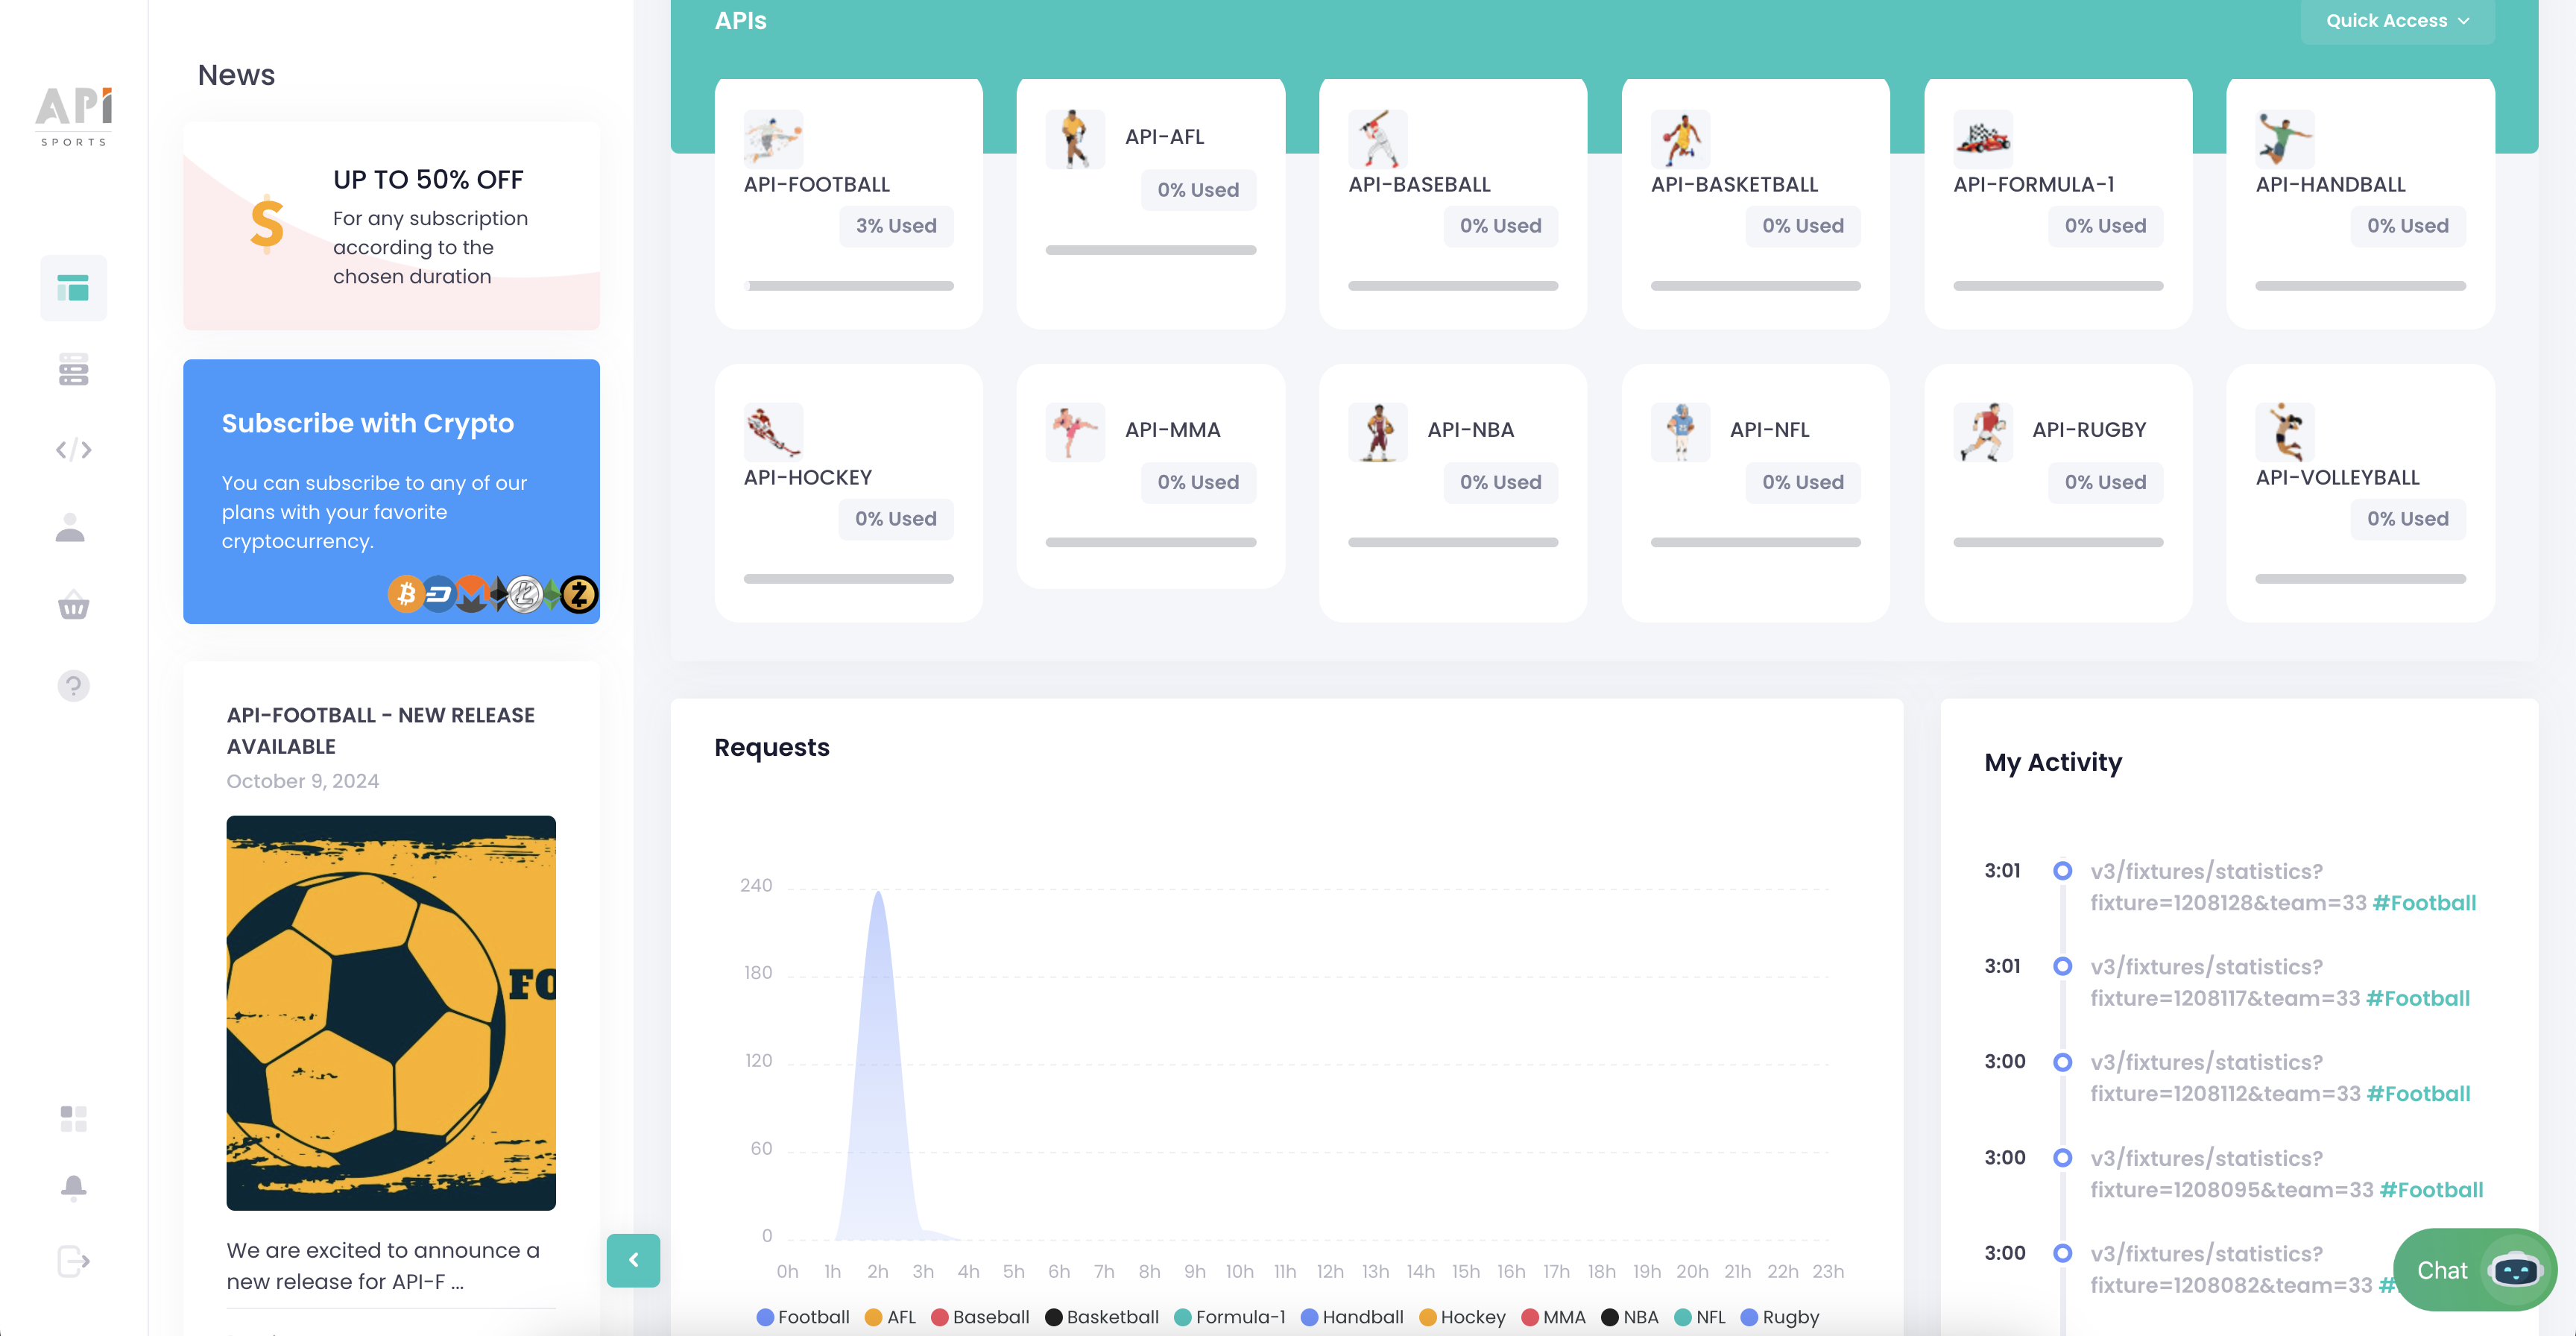 APi
SPORTS
News
UP TO 50% OFF
For any subscription
according to the
chosen duration
Subscribe with Crypto
You can subscribe to any of our
plans with your favorite
cryptocurrency.
API-FOOTBALL - NEW RELEASE
AVAILABLE
October 9, 2024
FO
We are excited to announce a
new release for API-F ...
APIs
Quick Access
API-FOOTBALL
3% Used
API-AFL
0% Used
API-BASEBALL
0% Used
API-BASKETBALL
0% Used
API-FORMULA-1
0% Used
API-HANDBALL
0% Used
API-HOCKEY
0% Used
API-MMA
0% Used
API-NBA
0% Used
API-NFL
0% Used
API-RUGBY
0% Used
API-VOLLEYBALL
0% Used
Requests
240
180
120
60
0
0h 1h 2h 3h 4h 5h 6h 7h 8h 9h 10h 11h 12h 13h 14h 15h 16h 17h 18h 19h 20h 21h 22h 23h
Football AFL Baseball Basketball Formula-1 Handball Hockey MMA NBA NFL Rugby
My Activity
3:01 v3/fixtures/statistics?
fixture=1208128&team=33 #Football
3:01 v3/fixtures/statistics?
fixture=1208117&team=33 #Football
3:00 v3/fixtures/statistics?
fixture=1208112&team=33 #Football
3:00 v3/fixtures/statistics?
fixture=1208095&team=33 #Football
3:00 v3/fixtures/statistics?
fixture=1208082&team=33 #
Chat